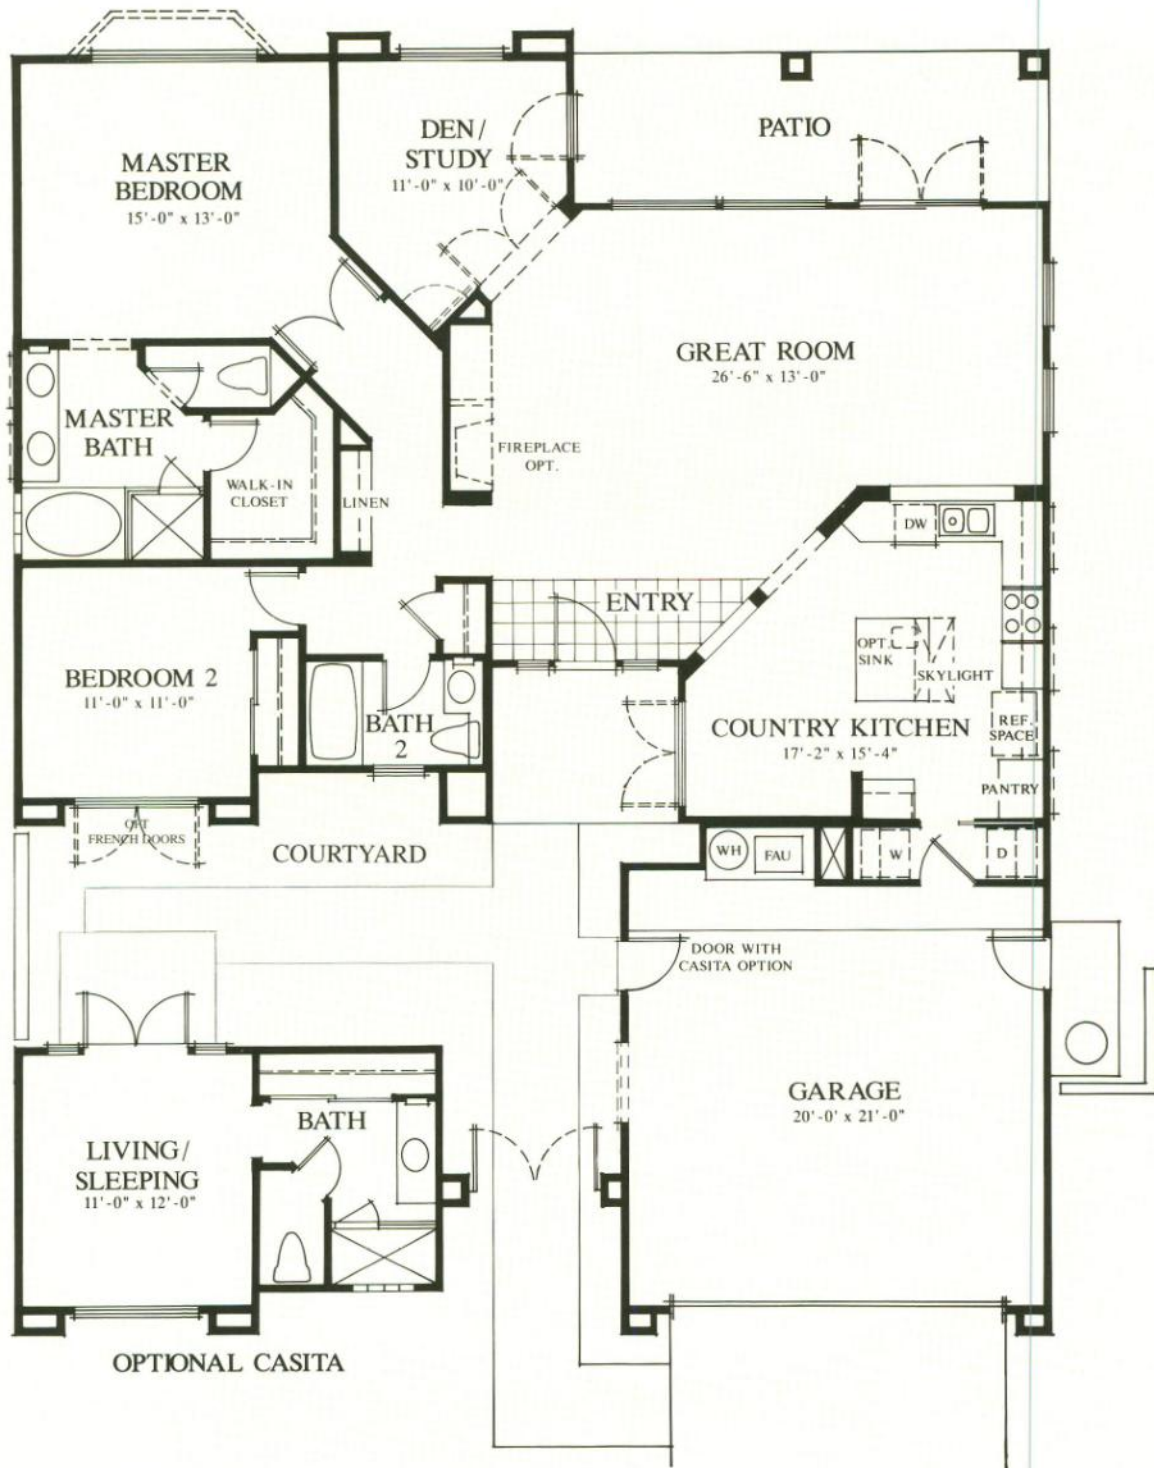 DEN/
STUDY
11'-0" x 10'-0"
PATIO
MASTER
BEDROOM
15'-0" x 13'-0"
GREAT ROOM
26'-6" x 13'-0"
MASTER
BATH
FIREPLACE
OPT.
WALK-IN
CLOSET
LINEN
DW
ENTRY
OPT.
SINK
SKYLIGHT
BEDROOM 2
11'-0" x 11'-0"
BATH
2
COUNTRY KITCHEN
17'-2" x 15'-4"
REF.
SPACE
PANTRY
OPT
FRENCH DOORS
COURTYARD
WH
FAU
W
D
DOOR WITH
CASITA OPTION
GARAGE
20'-0' x 21'-0"
BATH
LIVING/
SLEEPING
11'-0" x 12'-0"
OPTIONAL CASITA